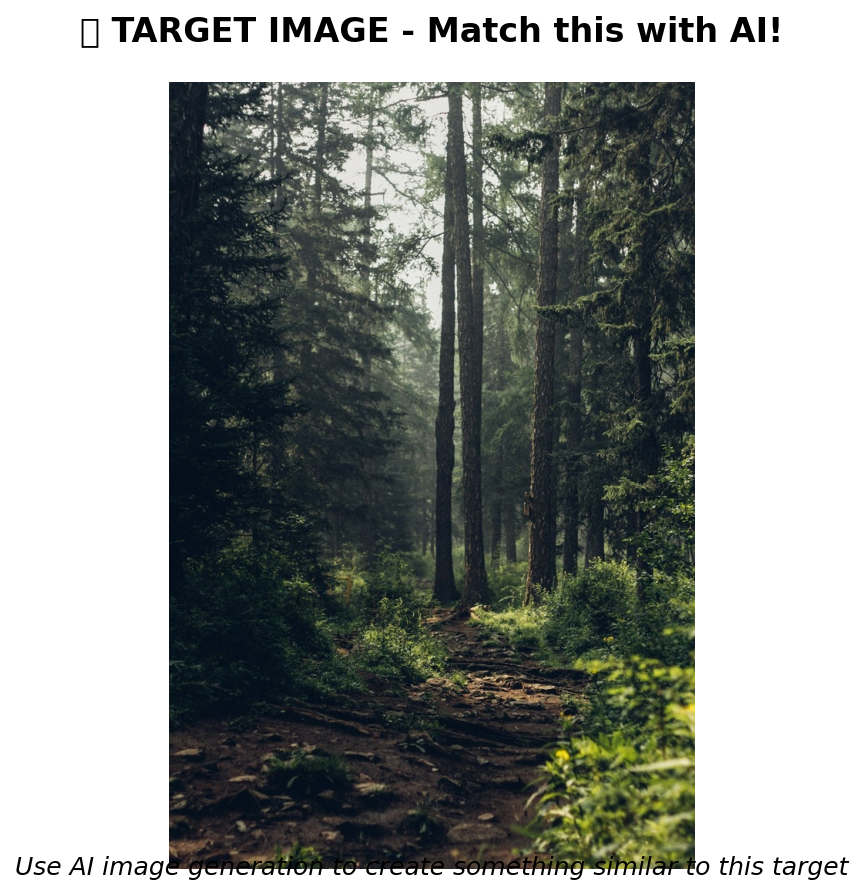 TARGET IMAGE - Match this with AI!
Use AI image generation to create something similar to this target